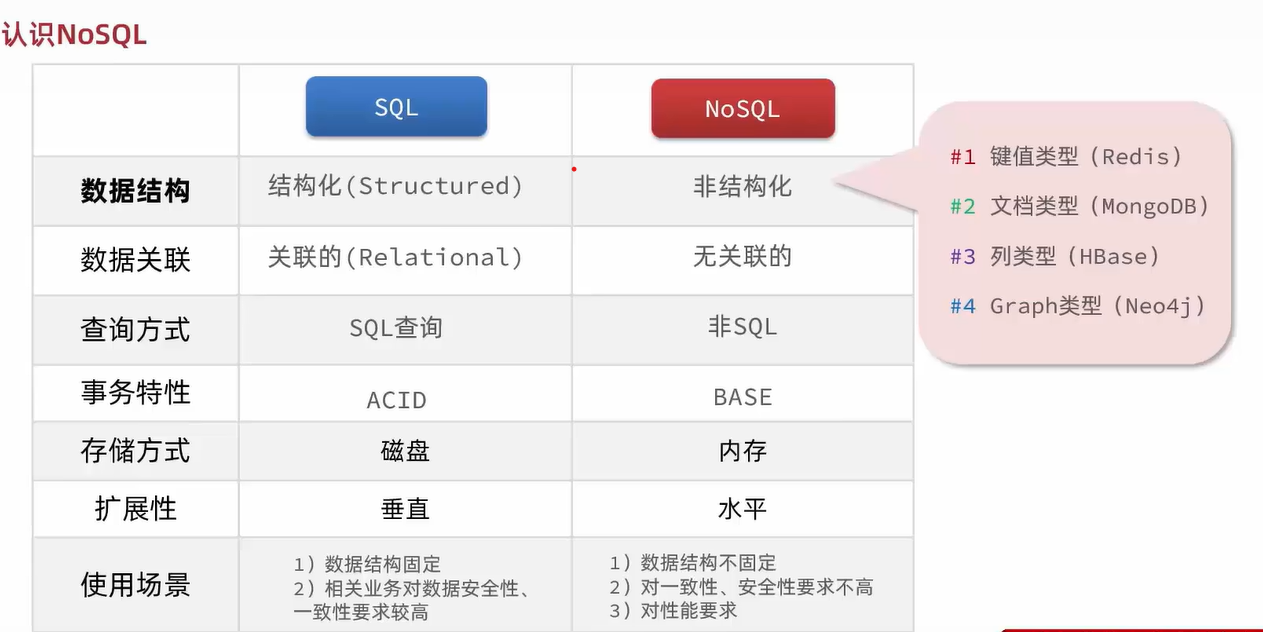 认识NoSQL
SQL
NoSQL
数据结构
结构化(Structured)
非结构化
数据关联
关联的(Relational)
无关联的
查询方式
SQL查询
非SQL
事务特性
ACID
BASE
存储方式
磁盘
内存
扩展性
垂直
水平
使用场景
1）数据结构固定
2）相关业务对数据安全性、
一致性要求较高
1）数据结构不固定
2）对一致性、安全性要求不高
3）对性能要求
#1 键值类型（Redis）
#2 文档类型（MongoDB）
#3 列类型（HBase）
#4 Graph类型（Neo4j）